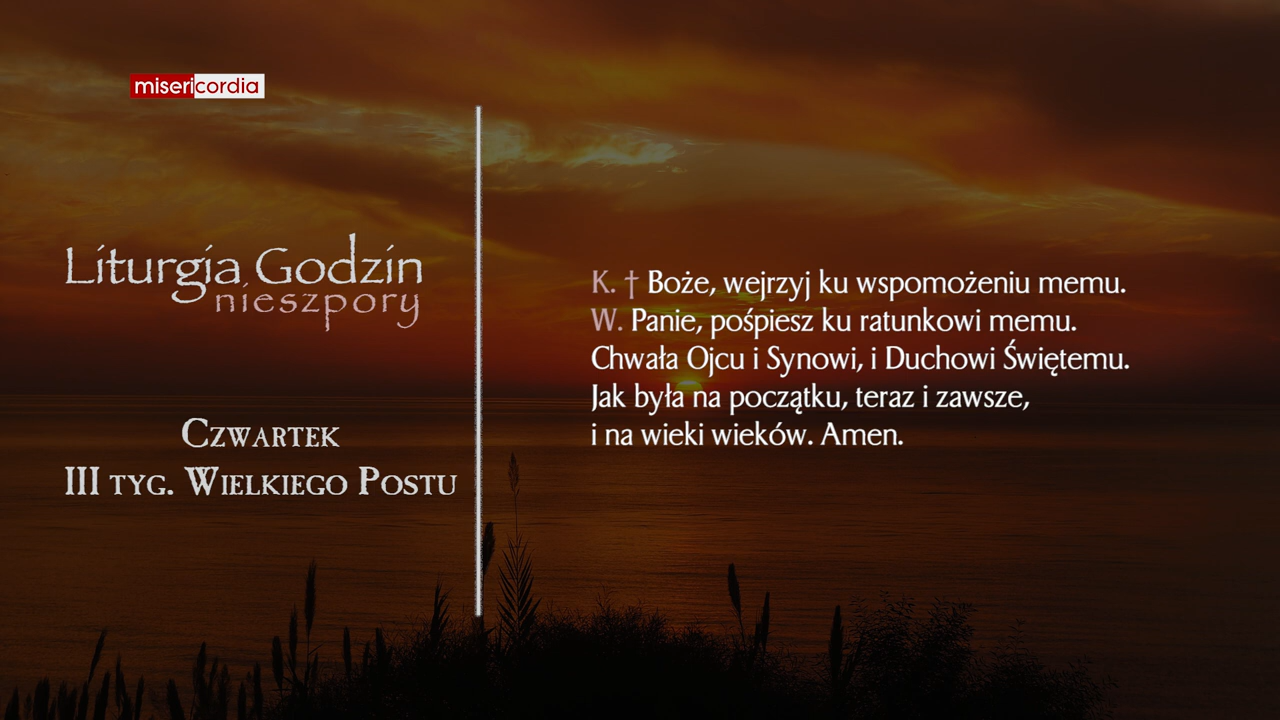 misericordia
Liturgia Godzin
nieszpory
Czwartek
III tyg. Wielkiego Postu
K. † Boże, wejrzyj ku wspomożeniu memu.
W. Panie, pośpiesz ku ratunkowi memu.
Chwała Ojcu i Synowi, i Duchowi Świętemu.
Jak była na początku, teraz i zawsze,
i na wieki wieków. Amen.